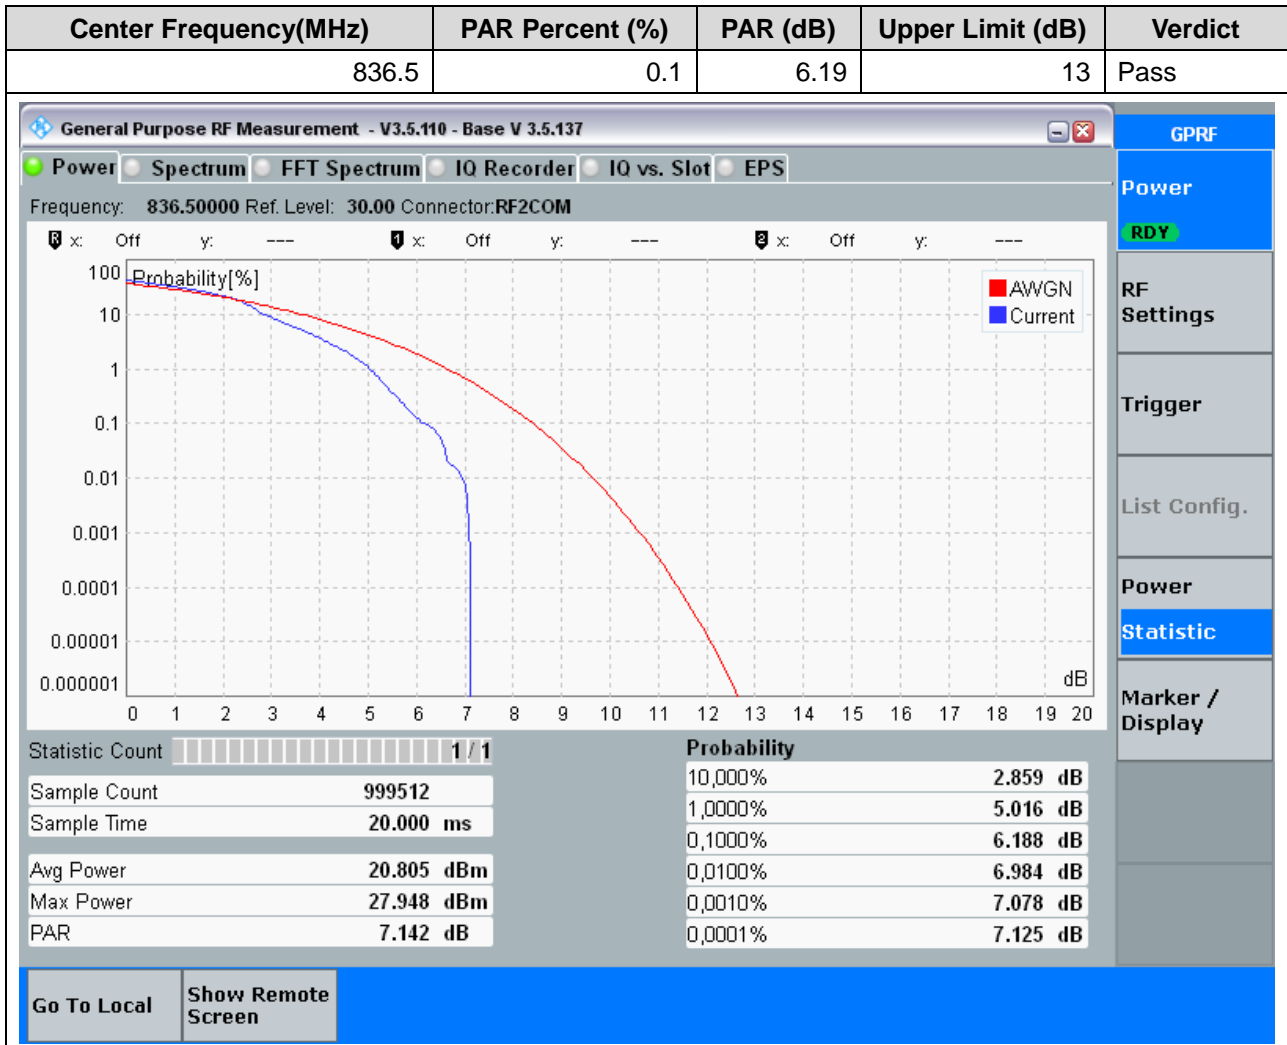 Center Frequency(MHz) PAR Percent (%) PAR (dB) Upper Limit (dB) Verdict
836.5 0.1 6.19 13 Pass
General Purpose RF Measurement - V3.5.110 - Base V 3.5.137
GPRF
Power Spectrum FFT Spectrum IQ Recorder IQ vs. Slot EPS
Frequency: 836.50000 Ref. Level: 30.00 Connector:RF2COM
R x: Off y: --- 1 x: Off y: --- 2 x: Off y: ---
Probability[%]
100
10
1
0.1
0.01
0.001
0.0001
0.00001
0.000001
AWGN
Current
dB
0 1 2 3 4 5 6 7 8 9 10 11 12 13 14 15 16 17 18 19 20
Statistic Count 1 / 1
Sample Count 999512
Sample Time 20.000 ms
Avg Power 20.805 dBm
Max Power 27.948 dBm
PAR 7.142 dB
Probability
10,000% 2.859 dB
1,0000% 5.016 dB
0,1000% 6.188 dB
0,0100% 6.984 dB
0,0010% 7.078 dB
0,0001% 7.125 dB
Power
RDY
RF
Settings
Trigger
List Config.
Power
Statistic
Marker /
Display
Go To Local
Show Remote
Screen